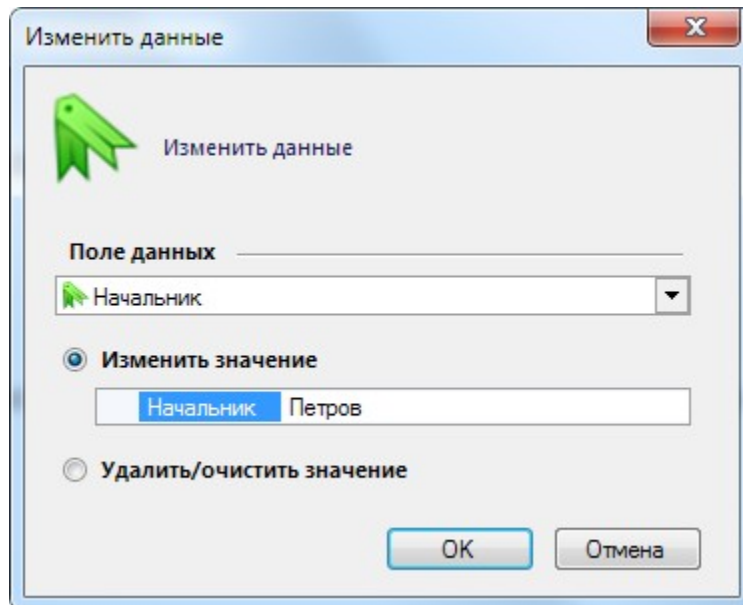 Изменить данные
Изменить данные
Поле данных
Начальник
Изменить значение
Начальник Петров
Удалить/очистить значение
OK Отмена